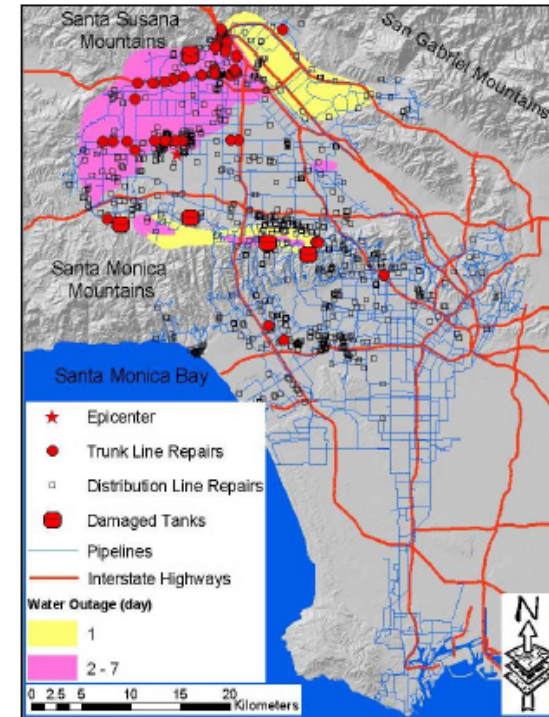 Santa Susana
Mountains
San Gabriel Mountains
Santa Monica
Mountains
Santa Monica Bay
Epicenter
Trunk Line Repairs
Distribution Line Repairs
Damaged Tanks
Pipelines
Interstate Highways
Water Outage (day)
1
2 - 7
0 2.5 5 10 15 20
Kilometers
N